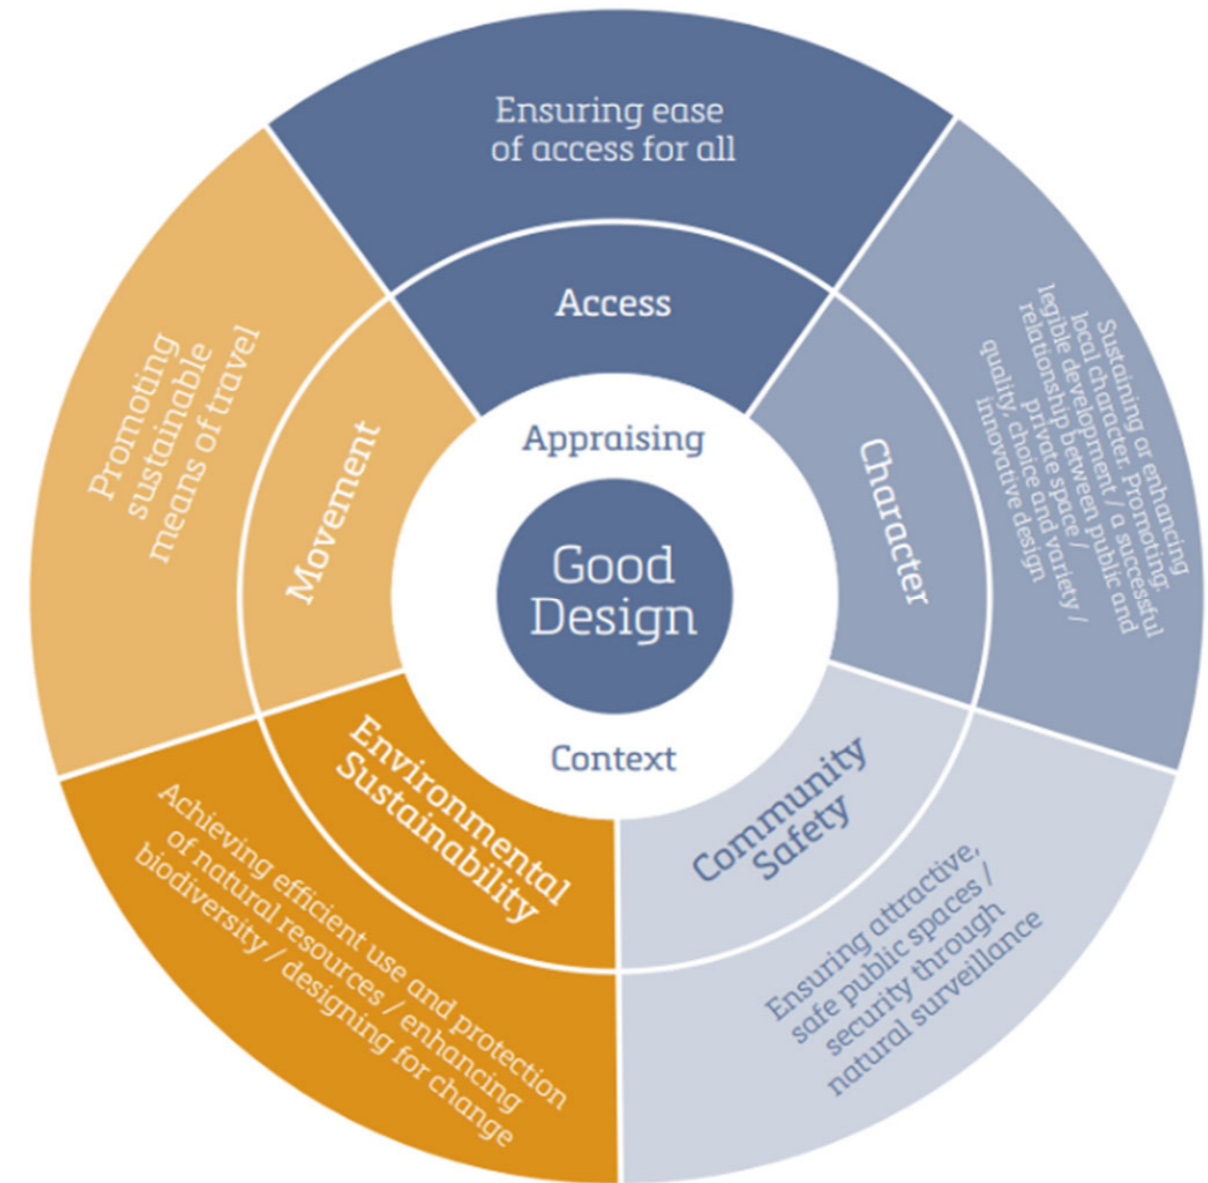 Ensuring ease
of access for all
Access
Sustaining or enhancing
local character. Promoting:
legible development / a successful
relationship between public and
private space /
quality, choice and variety /
innovative design
Character
Ensuring attractive,
safe public spaces /
security through
natural surveillance
Community
Safety
Achieving efficient use and protection
of natural resources / enhancing
biodiversity / designing for change
Environmental
Sustainability
Promoting
sustainable
means of travel
Movement
Appraising
Good
Design
Context